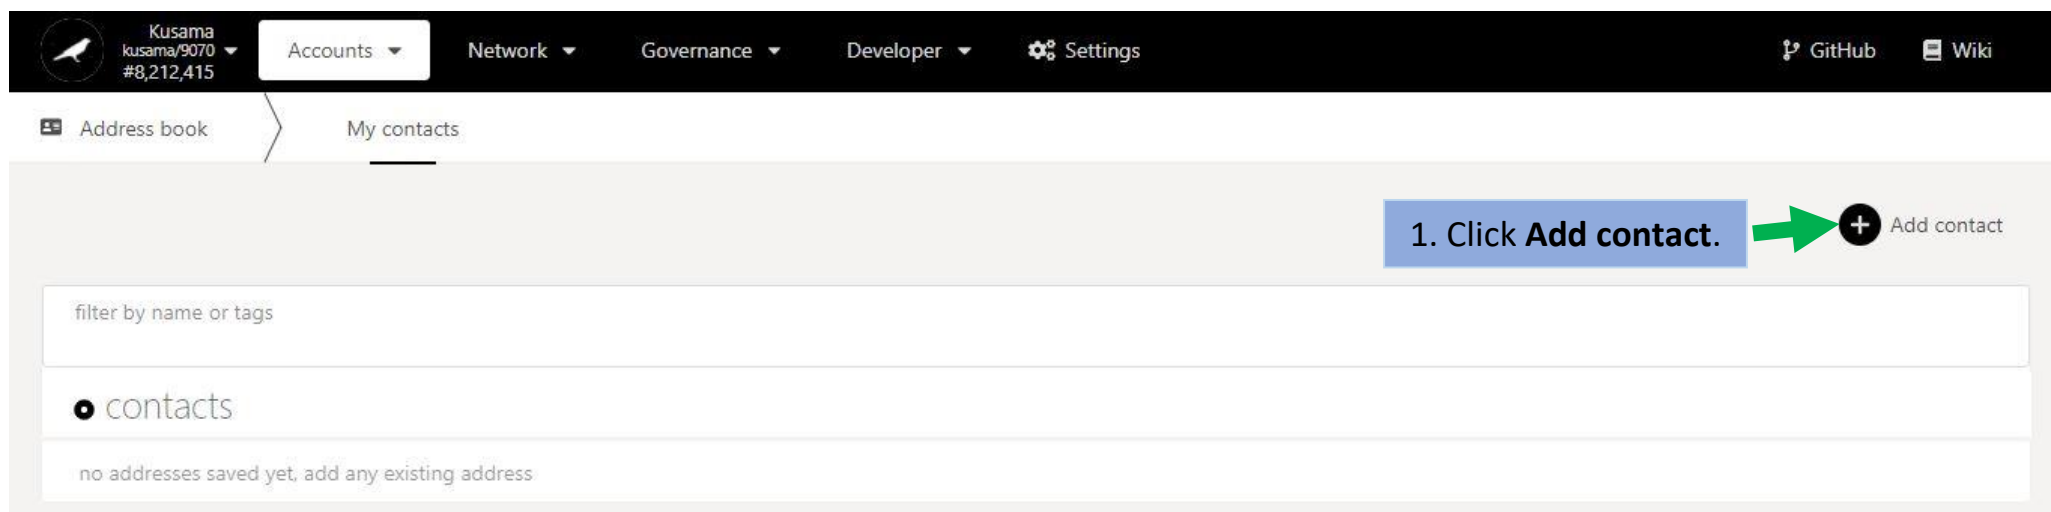 Kusama
kusama/9070
#8,212,415
Accounts
Network
Governance
Developer
Settings
GitHub
Wiki
Address book
My contacts
1. Click Add contact.
Add contact
filter by name or tags
contacts
no addresses saved yet, add any existing address